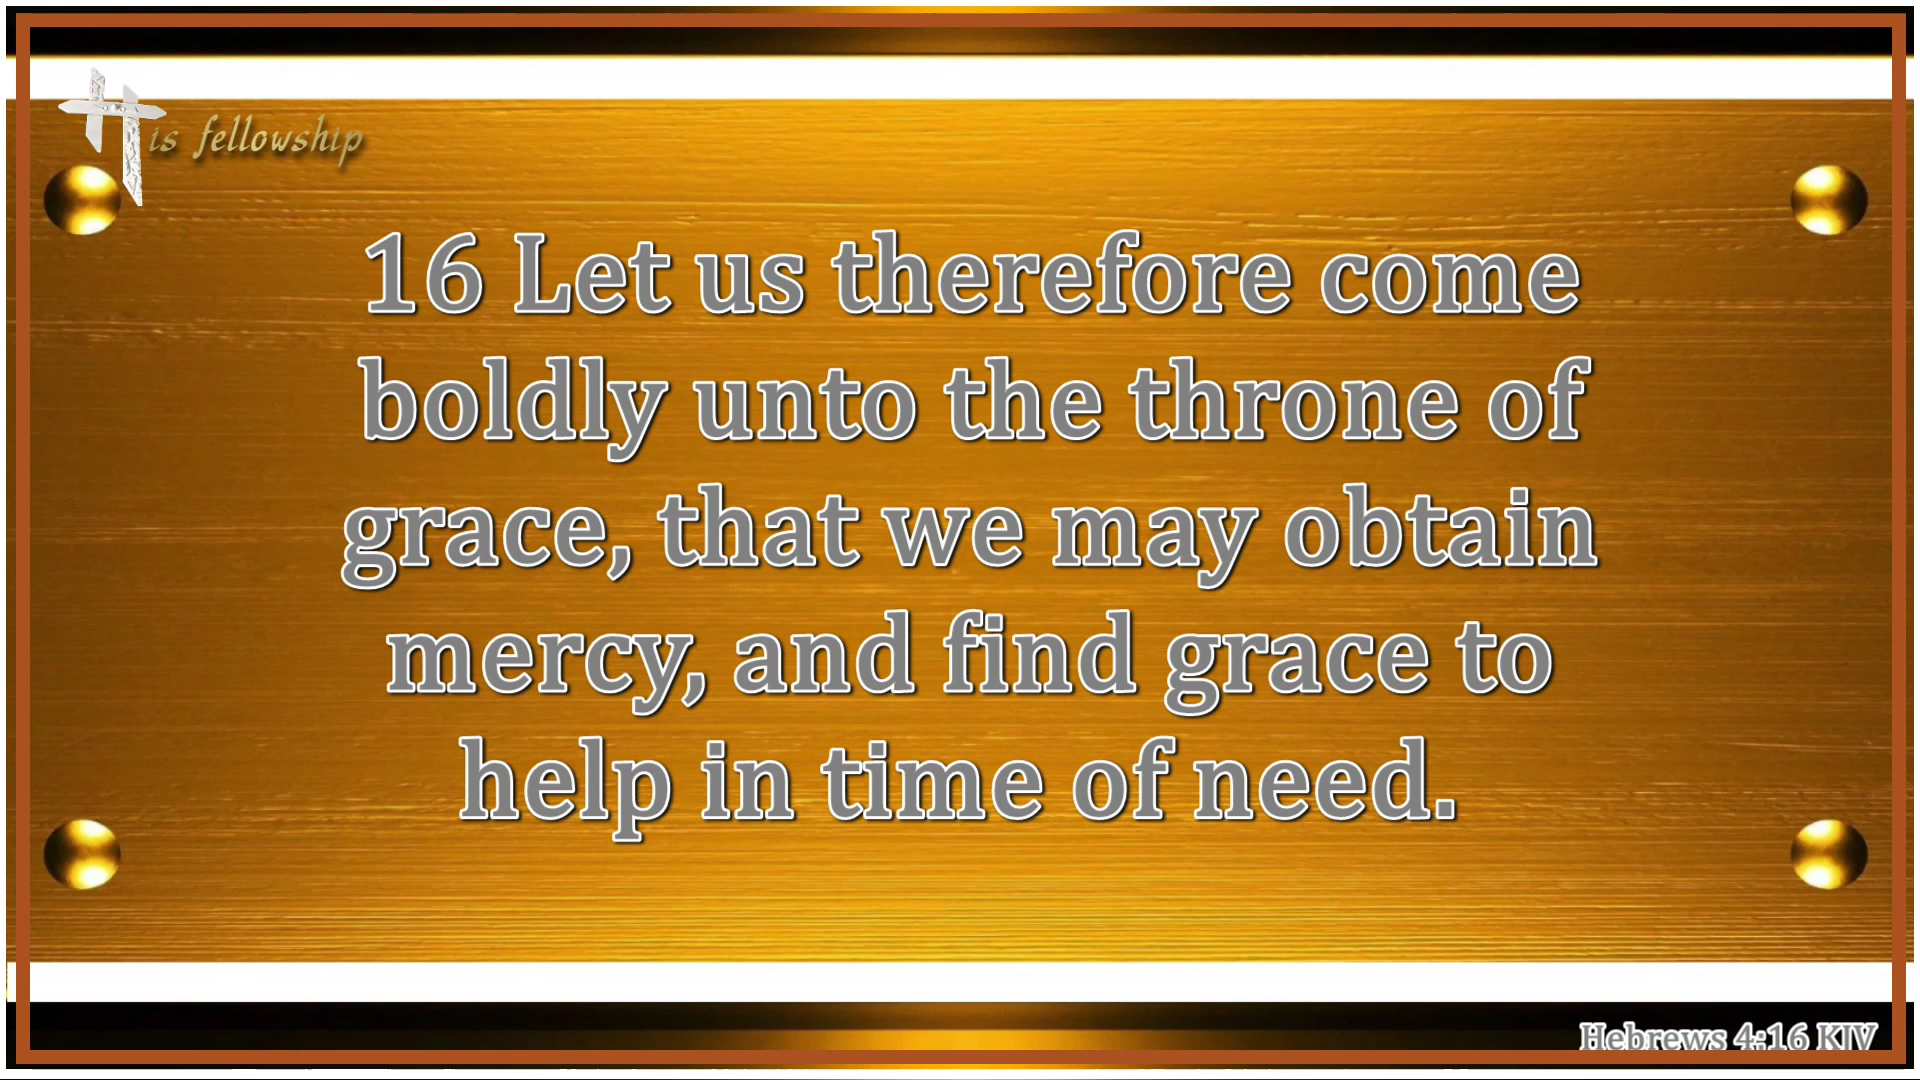 His fellowship
16 Let us therefore come
boldly unto the throne of
grace, that we may obtain
mercy, and find grace to
help in time of need.
Hebrews 4:16 KJV